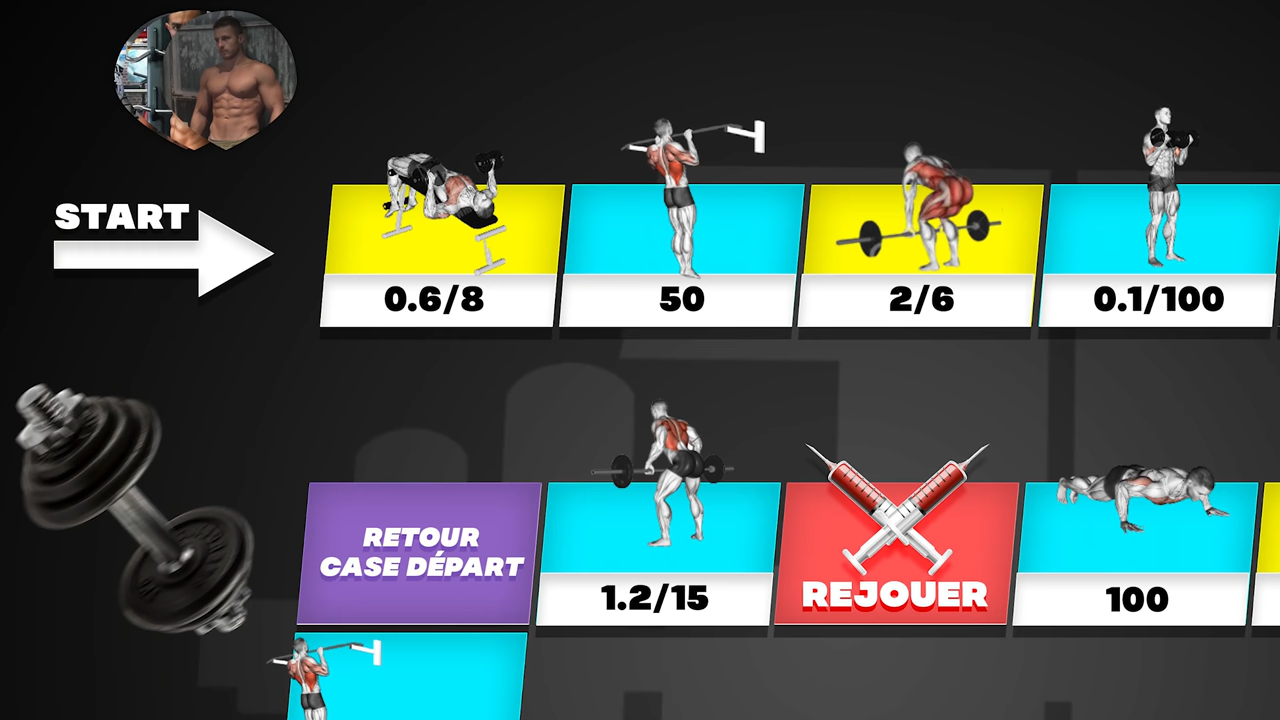 START
0.6/8
50
2/6
0.1/100
RETOUR
CASE DÉPART
1.2/15
REJOUER
100